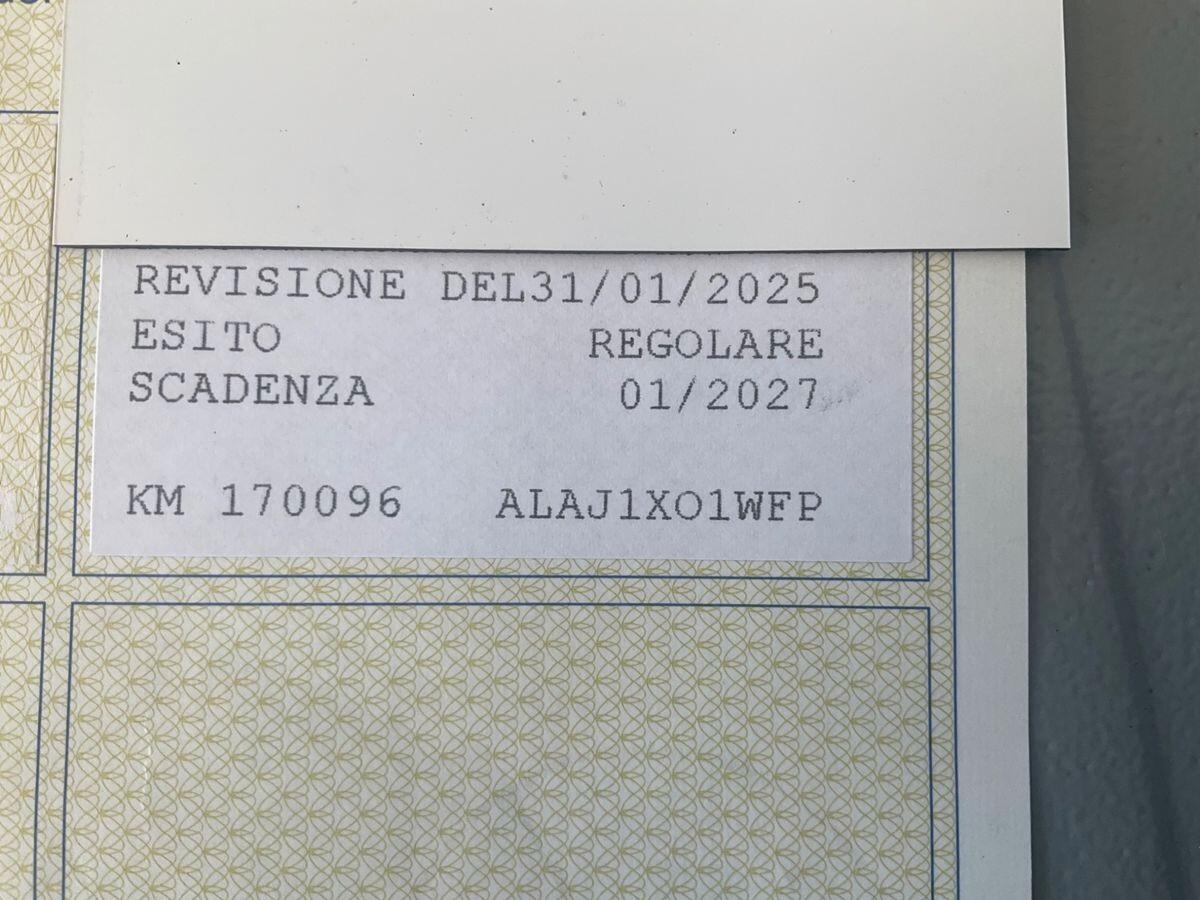 REVISIONE DEL31/01/2025
ESITO REGOLARE
SCADENZA 01/2027
KM 170096 ALAJ1XO1WFP